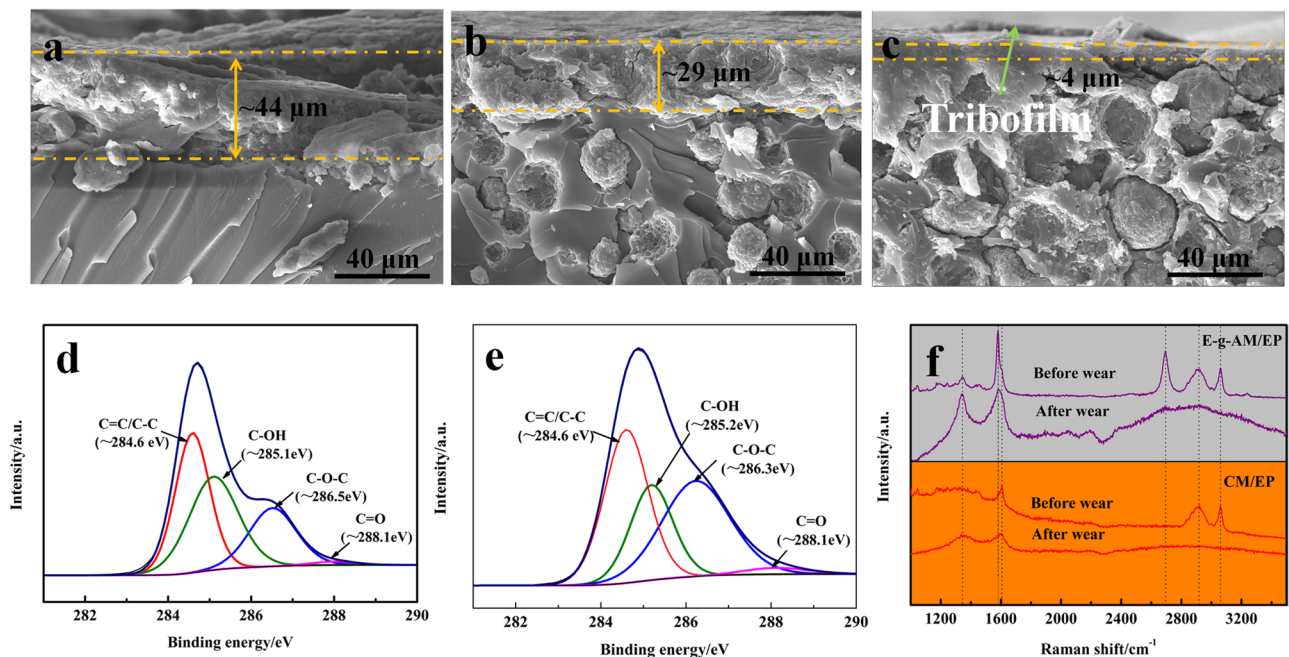 a
~44 μm
40 μm
b
~29 μm
40 μm
c
~4 μm
Tribofilm
40 μm
d
C=C/C-C
(~284.6 eV)
C-OH
(~285.1eV)
C-O-C
(~286.5eV)
C=O
(~288.1eV)
Intensity/a.u.
282 284 286 288 290
Binding energy/eV
e
C=C/C-C
(~284.6 eV)
C-OH
(~285.2eV)
C-O-C
(~286.3eV)
C=O
(~288.1eV)
Intensity/a.u.
282 284 286 288 290
Binding energy/eV
f
E-g-AM/EP
Before wear
After wear
CM/EP
Before wear
After wear
Intensity/a.u.
1200 1600 2000 2400 2800 3200
Raman shift/cm-1